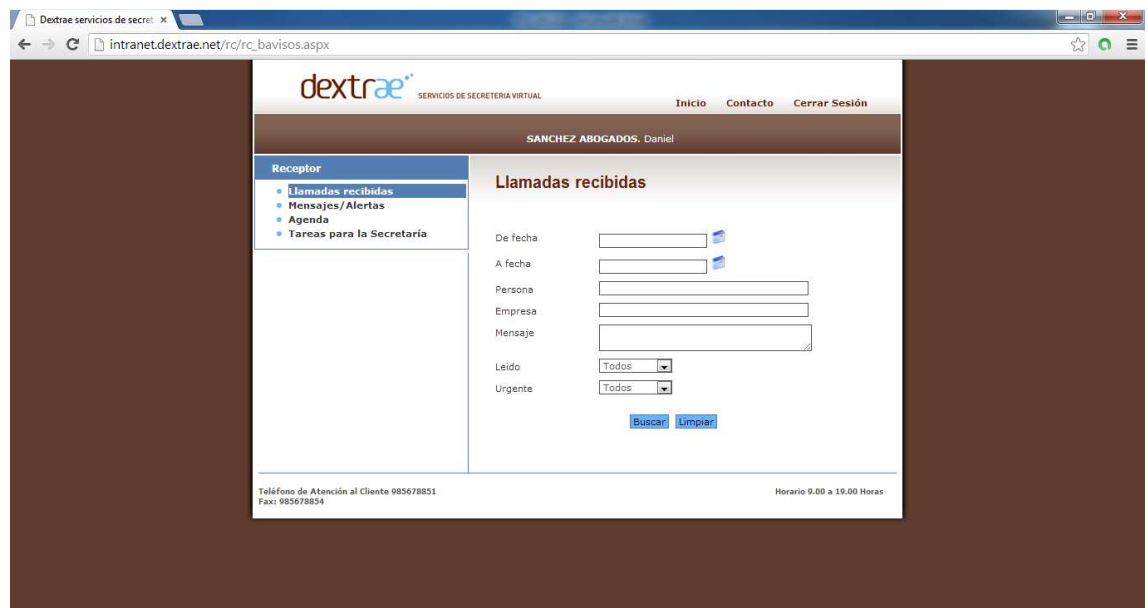 Dextrae servicios de secret
intranet.dextrae.net/rc/rc_bavisos.aspx
dextrae SERVICIOS DE SECRETERIA VIRTUAL
Inicio Contacto Cerrar Sesión
SANCHEZ ABOGADOS. Daniel
Receptor
Llamadas recibidas
Mensajes/Alertas
Agenda
Tareas para la Secretaría
Llamadas recibidas
De fecha
A fecha
Persona
Empresa
Mensaje
Leido Todos
Urgente Todos
Buscar Limpiar
Teléfono de Atención al Cliente 985678851
Fax: 985678854
Horario 9.00 a 19.00 Horas